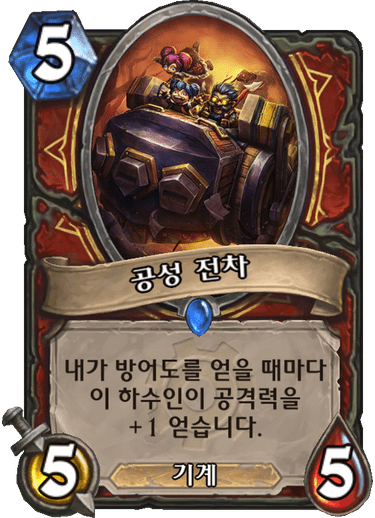 5
공성 전차
내가 방어도를 얻을 때마다
이 하수인이 공격력을
+1 얻습니다.
5
기계
5